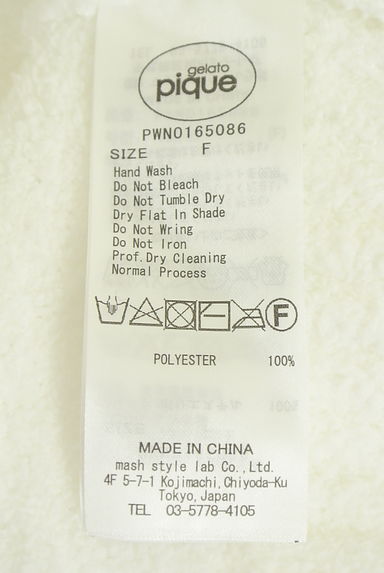 gelato
pique
PWNO165086
SIZE F
Hand Wash
Do Not Bleach
Do Not Tumble Dry
Dry Flat In Shade
Do Not Wring
Do Not Iron
Prof.Dry Cleaning
Normal Process
F
POLYESTER 100%
MADE IN CHINA
mash style lab Co.,Ltd.
4F 5-7-1 Kojimachi,Chiyoda-Ku
Tokyo,Japan
TEL 03-5778-4105